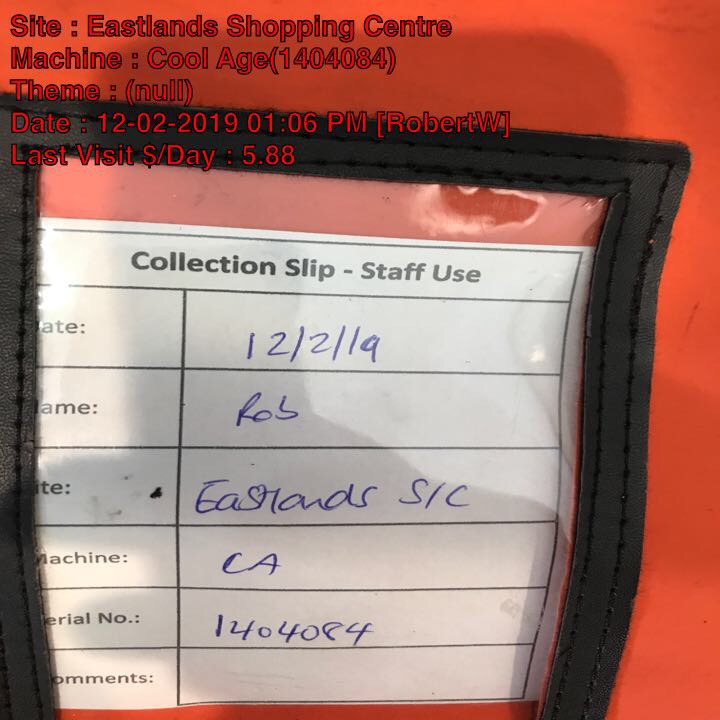 Site : Eastlands Shopping Centre
Machine : Cool Age(1404084)
Theme : (null)
Date : 12-02-2019 01:06 PM [RobertW]
Last Visit $/Day : 5.88
Collection Slip - Staff Use
ate: 12/2/19
ame: Rob
ite: Eastlands S/C
Machine: CA
erial No.: 1404084
omments: